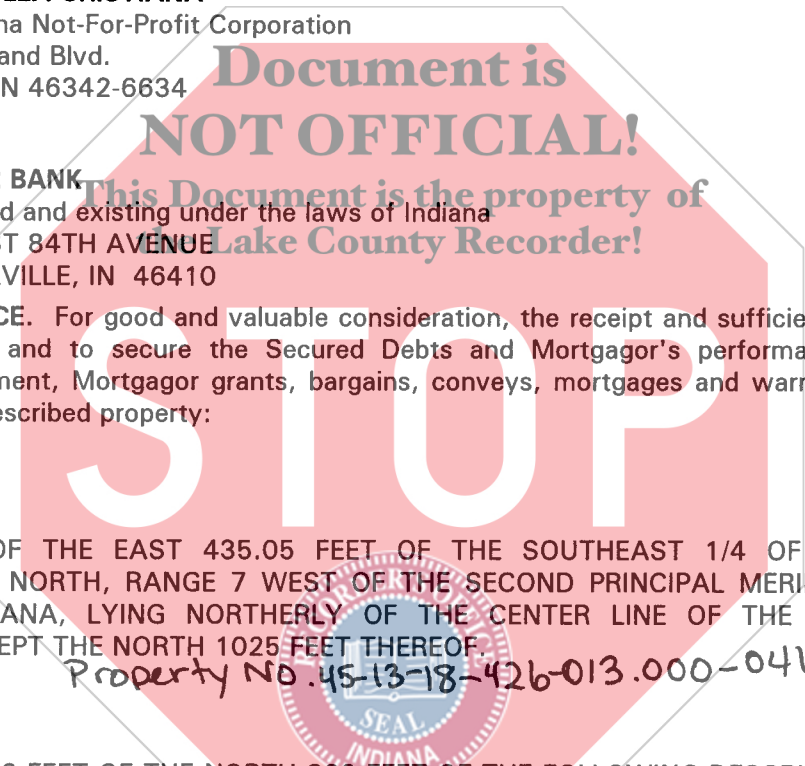 na Not-For-Profit Corporation
and Blvd.
N 46342-6634
Document is
NOT OFFICIAL!
This Document is the property of
the Lake County Recorder!
BANK
d and existing under the laws of Indiana
T 84TH AVENUE
VILLE, IN 46410
CE. For good and valuable consideration, the receipt and sufficie
and to secure the Secured Debts and Mortgagor's performa
ment, Mortgagor grants, bargains, conveys, mortgages and warr
escribed property:
STOP
OF THE EAST 435.05 FEET OF THE SOUTHEAST 1/4 OF
NORTH, RANGE 7 WEST OF THE SECOND PRINCIPAL MERI
ANA, LYING NORTHERLY OF THE CENTER LINE OF THE
EPT THE NORTH 1025 FEET THEREOF.
Property NO. 45-13-18-426-013.000-041
SEAL
INDIANA